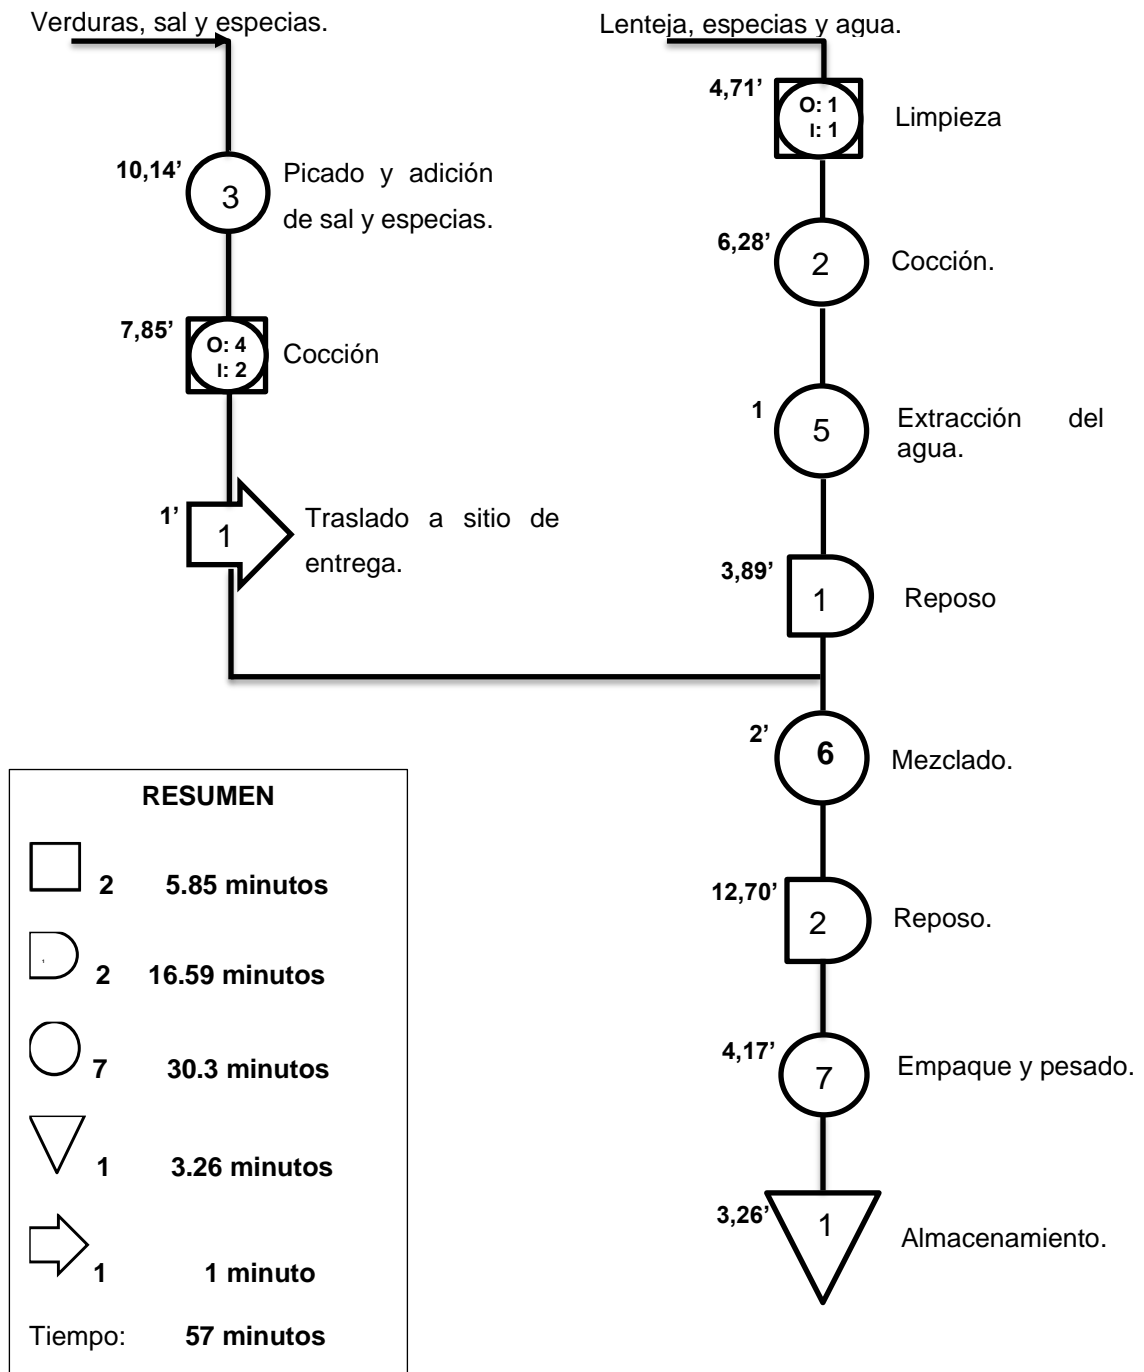 Verduras, sal y especias.
10,14’
3
Picado y adición
de sal y especias.
7,85’
O: 4
I: 2
Cocción
1’
1
Traslado a sitio de
entrega.
Lenteja, especias y agua.
4,71’
O: 1
I: 1
Limpieza
6,28’
2
Cocción.
1
5
Extracción del
agua.
3,89’
1
Reposo
2’
6
Mezclado.
12,70’
2
Reposo.
4,17’
7
Empaque y pesado.
3,26’
1
Almacenamiento.
RESUMEN
2 5.85 minutos
2 16.59 minutos
7 30.3 minutos
1 3.26 minutos
1 1 minuto
Tiempo: 57 minutos